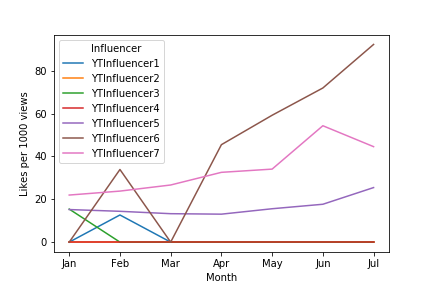 Influencer
YTInfluencer1
YTInfluencer2
YTInfluencer3
YTInfluencer4
YTInfluencer5
YTInfluencer6
YTInfluencer7
Likes per 1000 views
80
60
40
20
0
Jan Feb Mar Apr May Jun Jul
Month